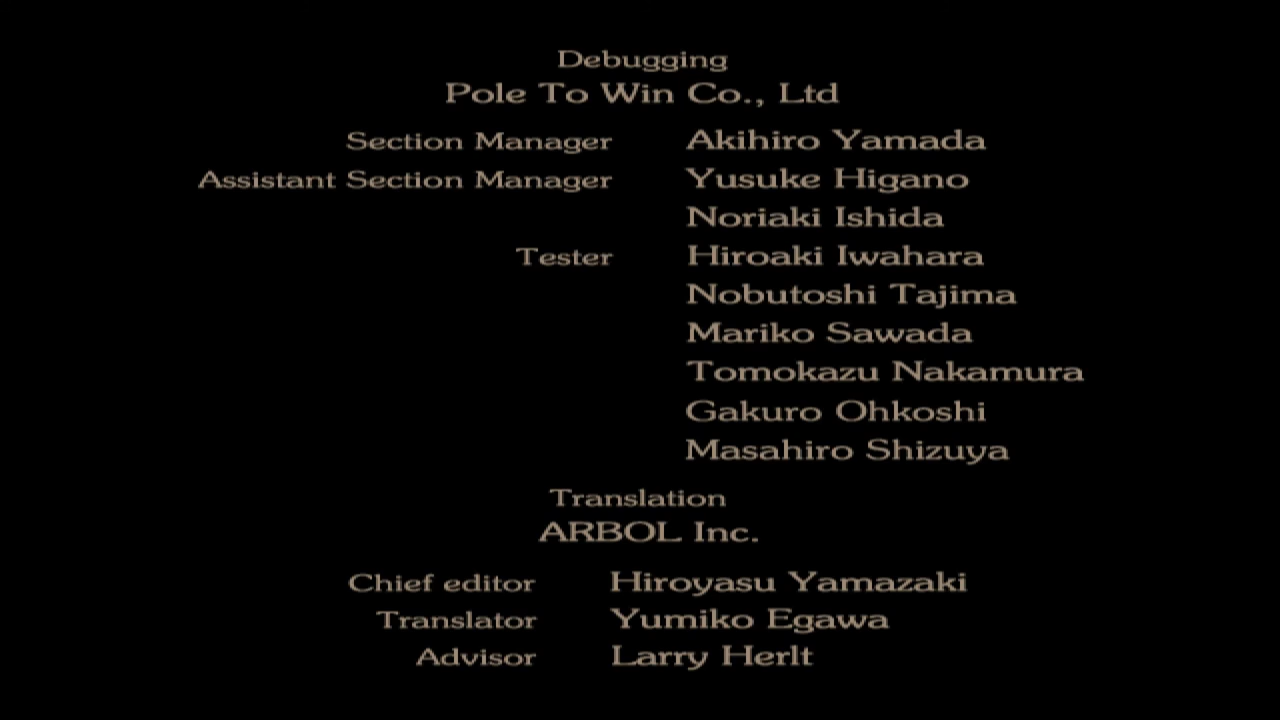 Debugging
Pole To Win Co., Ltd
Section Manager Akihiro Yamada
Assistant Section Manager Yusuke Higano
Noriaki Ishida
Tester Hiroaki Iwahara
Nobutoshi Tajima
Mariko Sawada
Tomokazu Nakamura
Gakuro Ohkoshi
Masahiro Shizuya
Translation
ARBOL Inc.
Chief editor Hiroyasu Yamazaki
Translator Yumiko Egawa
Advisor Larry Herlt